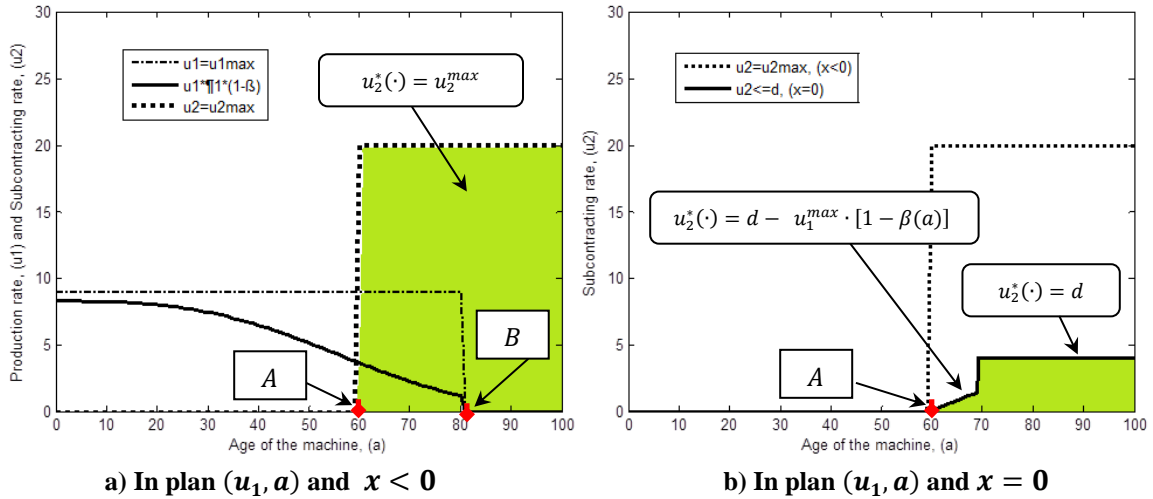 30
25
20
15
10
5
0
Production rate, (u1) and Subcontracting rate, (u2)
u1=u1max
u1*¶1*(1-ß)
u2=u2max
u₂*(·) = u₂ᵐᵃˣ
A
B
0 10 20 30 40 50 60 70 80 90 100
Age of the machine, (a)
a) In plan (u₁, a) and x < 0
30
25
20
15
10
5
0
Subcontracting rate, (u2)
u2=u2max, (x<0)
u2<=d, (x=0)
u₂*(·) = d − u₁ᵐᵃˣ · [1 − β(a)]
u₂*(·) = d
A
0 10 20 30 40 50 60 70 80 90 100
Age of the machine, (a)
b) In plan (u₁, a) and x = 0